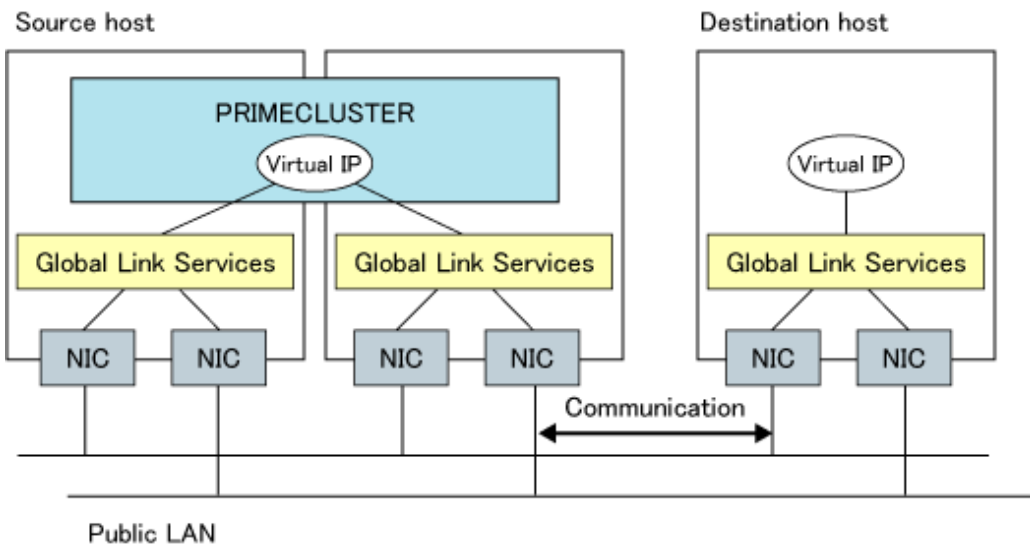 Source host
Destination host
PRIMECLUSTER
Virtual IP
Virtual IP
Global Link Services
Global Link Services
Global Link Services
NIC
NIC
NIC
NIC
NIC
NIC
Communication
Public LAN